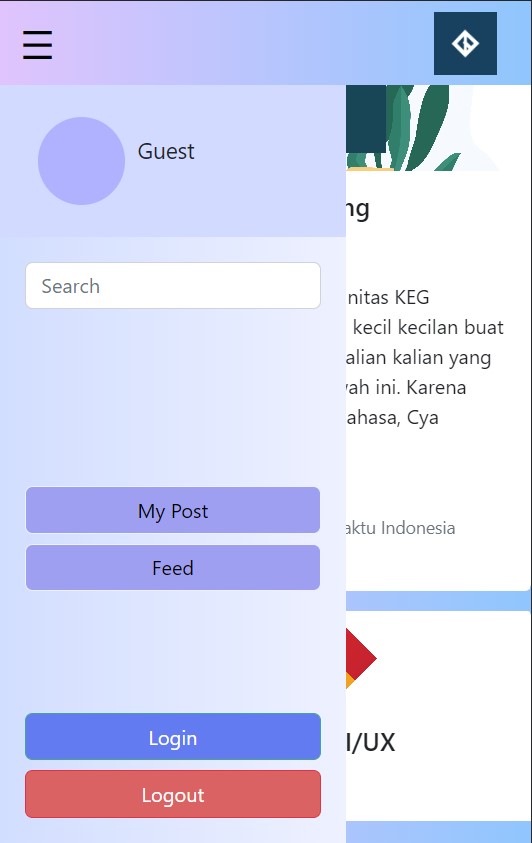 Guest
Search
My Post
Feed
Login
Logout
ng
nitas KEG
kecil kecilan buat
alian kalian yang
ah ini. Karena
ahasa, Cya
aktu Indonesia
I/UX